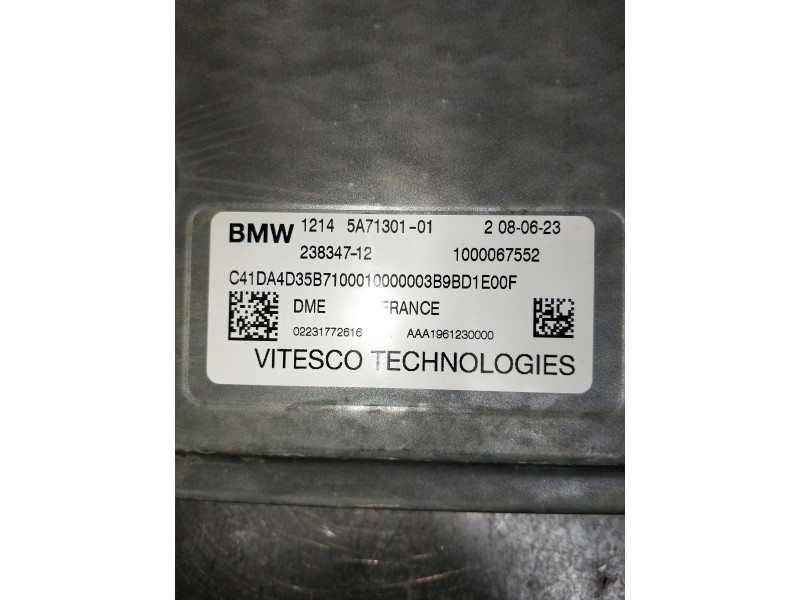 BMW 1214 5A71301-01 2 08-06-23
238347-12 1000067552
C41DA4D35B7100010000003B9BD1E00F
DME FRANCE
02231772616 AAA1961230000
VITESCO TECHNOLOGIES